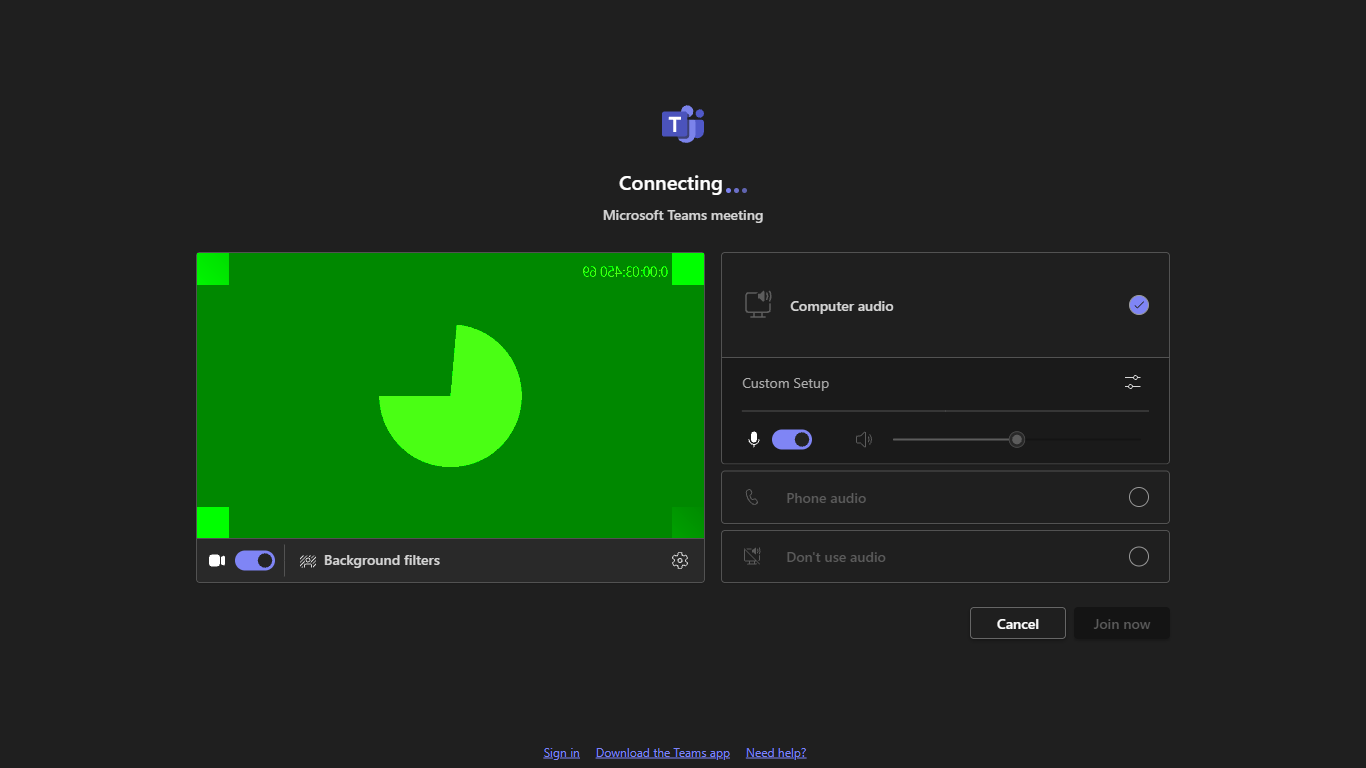 T
Connecting...
Microsoft Teams meeting
0:00:03:450 69
Computer audio
Custom Setup
Background filters
Phone audio
Don't use audio
Cancel
Join now
Sign in
Download the Teams app
Need help?